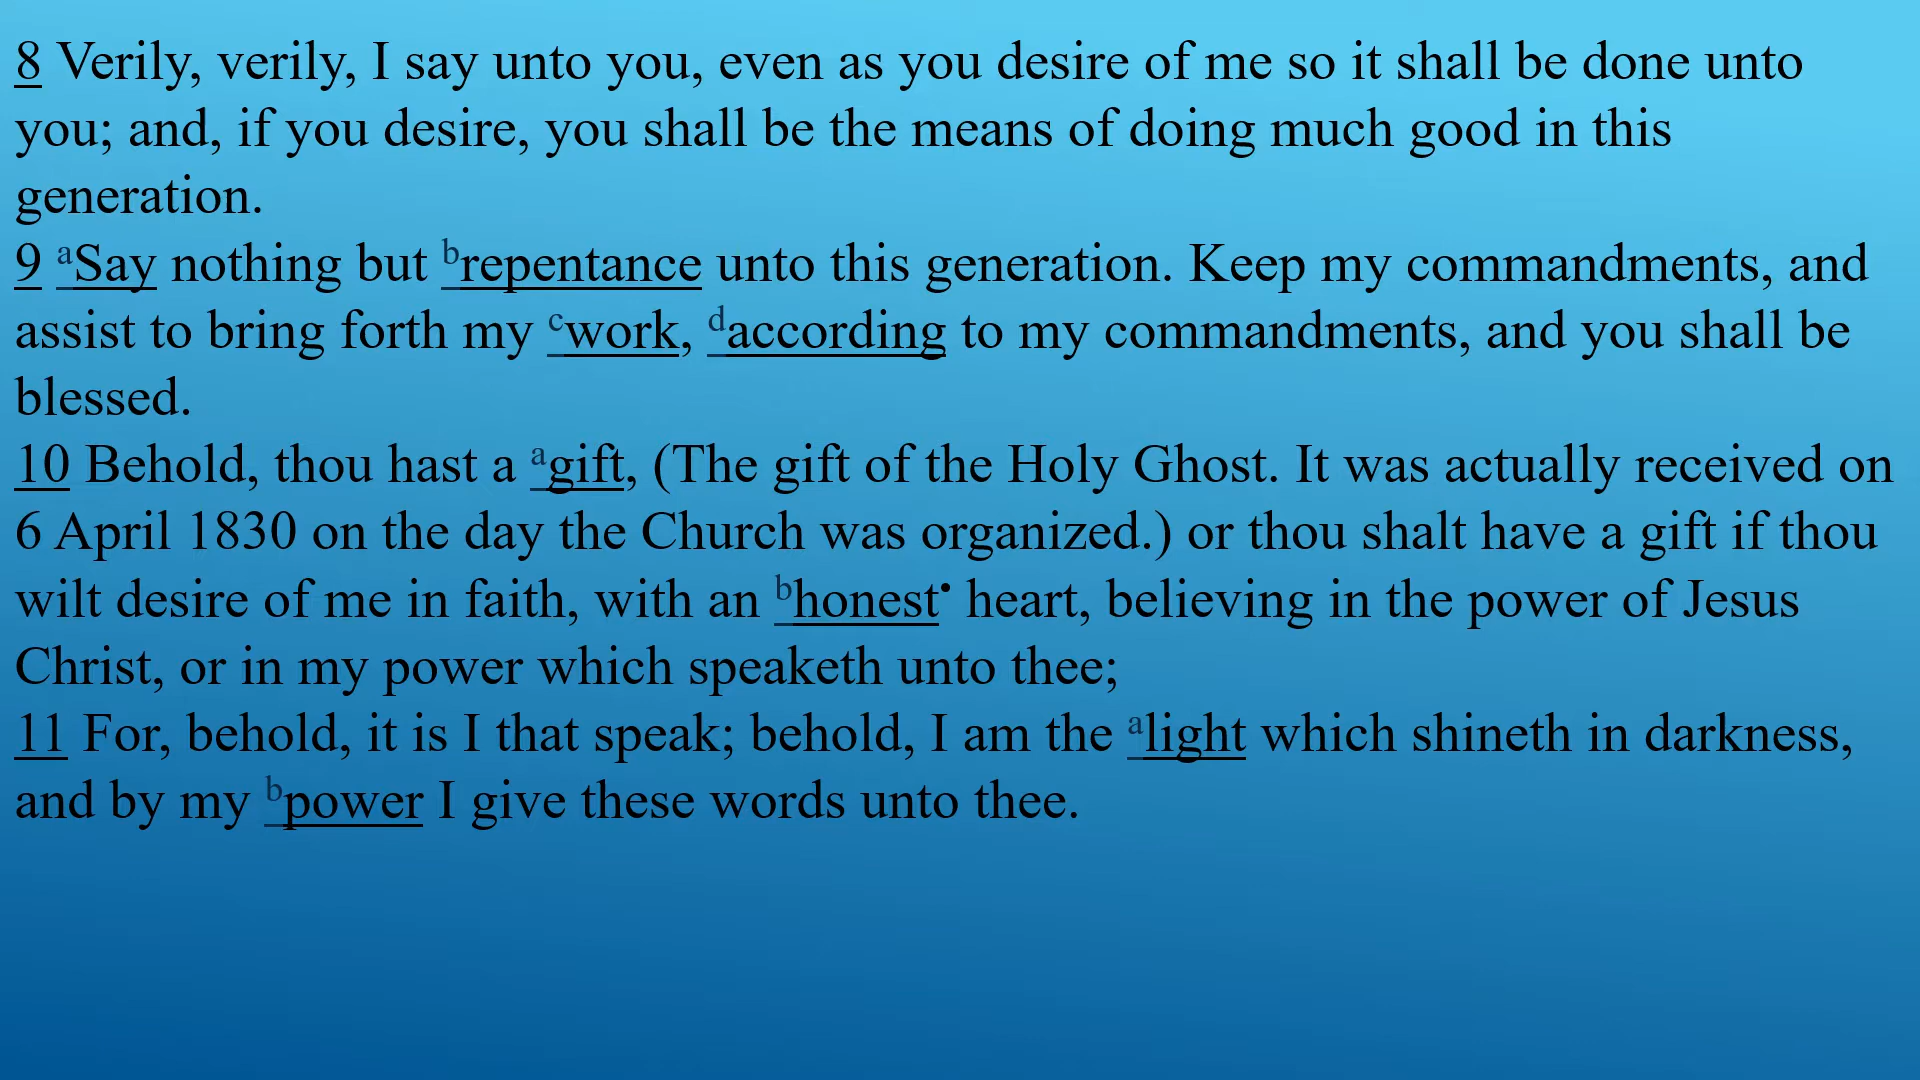 8 Verily, verily, I say unto you, even as you desire of me so it shall be done unto
you; and, if you desire, you shall be the means of doing much good in this
generation.
9 aSay nothing but brepentance unto this generation. Keep my commandments, and
assist to bring forth my cwork, daccording to my commandments, and you shall be
blessed.
10 Behold, thou hast a agift, (The gift of the Holy Ghost. It was actually received on
6 April 1830 on the day the Church was organized.) or thou shalt have a gift if thou
wilt desire of me in faith, with an bhonest• heart, believing in the power of Jesus
Christ, or in my power which speaketh unto thee;
11 For, behold, it is I that speak; behold, I am the alight which shineth in darkness,
and by my bpower I give these words unto thee.